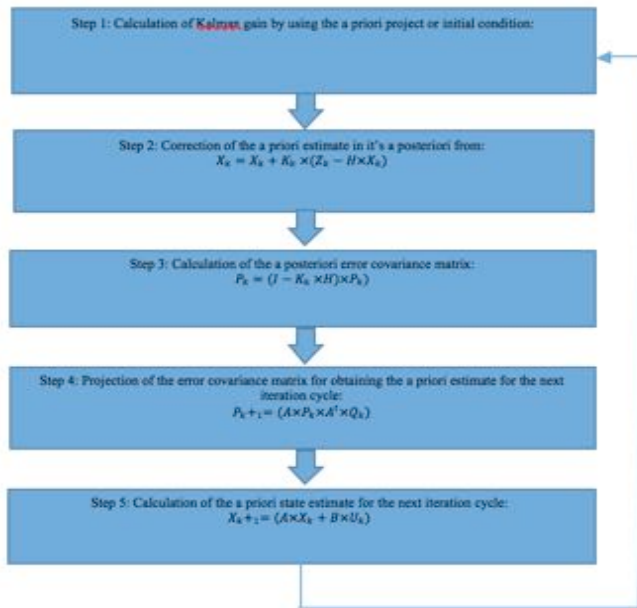 Step 1: Calculation of Kalman gain by using the a priori project or initial condition:
Step 2: Correction of the a priori estimate in it's a posteriori from:
Xₖ = Xₖ + Kₖ ×(Zₖ − H×Xₖ)
Step 3: Calculation of the a posteriori error covariance matrix:
Pₖ = (I − Kₖ ×H)×Pₖ)
Step 4: Projection of the error covariance matrix for obtaining the a priori estimate for the next
iteration cycle:
Pₖ+₁= (A×Pₖ×Aᵗ×Qₖ)
Step 5: Calculation of the a priori state estimate for the next iteration cycle:
Xₖ+₁= (A×Xₖ + B×Uₖ)